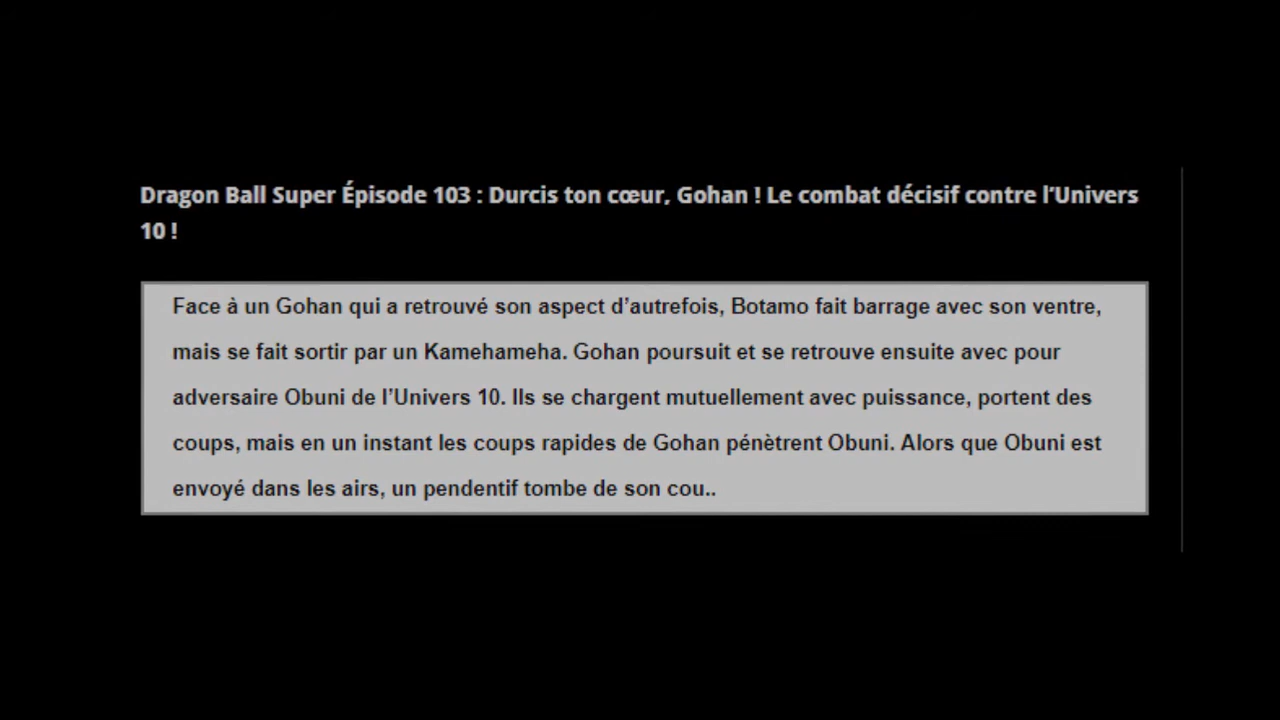 Dragon Ball Super Épisode 103 : Durcis ton cœur, Gohan ! Le combat décisif contre l’Univers
10 !
Face à un Gohan qui a retrouvé son aspect d’autrefois, Botamo fait barrage avec son ventre,
mais se fait sortir par un Kamehameha. Gohan poursuit et se retrouve ensuite avec pour
adversaire Obuni de l’Univers 10. Ils se chargent mutuellement avec puissance, portent des
coups, mais en un instant les coups rapides de Gohan pénètrent Obuni. Alors que Obuni est
envoyé dans les airs, un pendentif tombe de son cou..